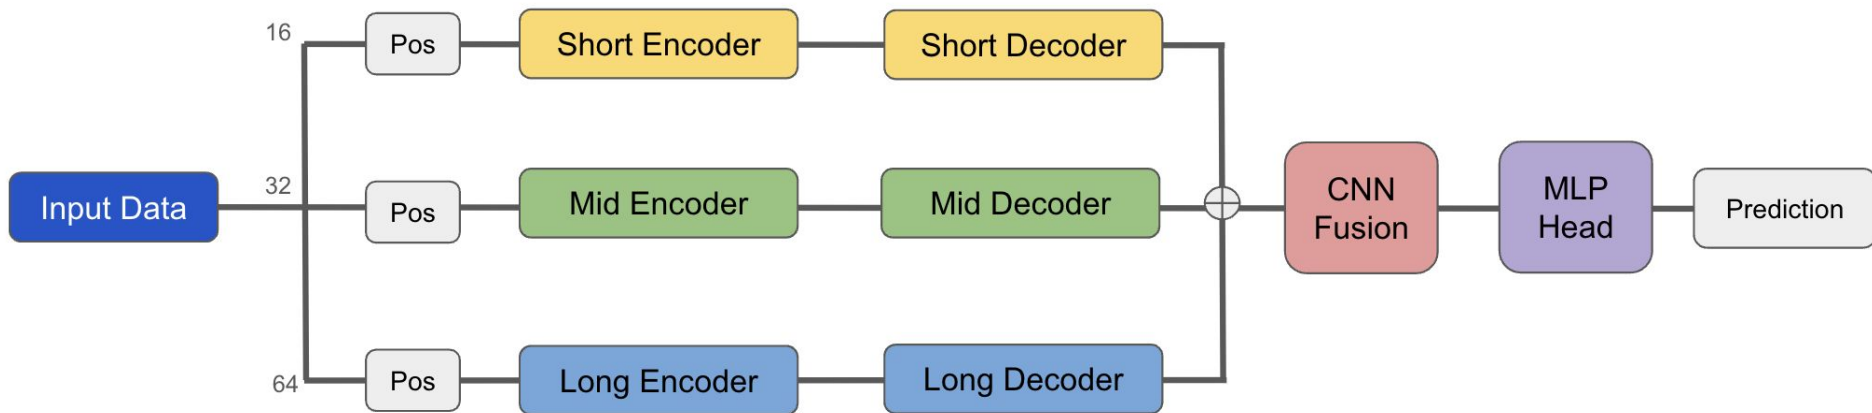 16
Pos
Short Encoder
Short Decoder
Input Data
32
Pos
Mid Encoder
Mid Decoder
CNN
Fusion
MLP
Head
Prediction
64
Pos
Long Encoder
Long Decoder